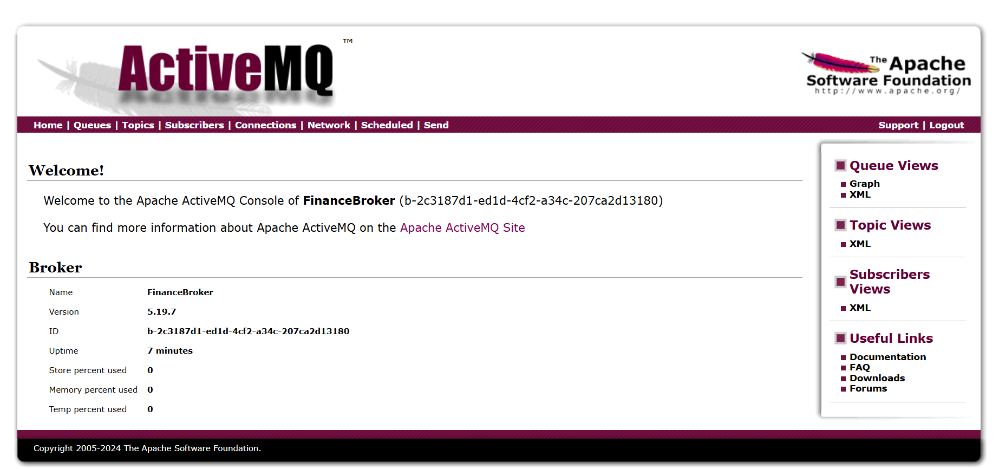 ActiveMQ ™
The Apache
Software Foundation
http://www.apache.org/
Home | Queues | Topics | Subscribers | Connections | Network | Scheduled | Send
Support | Logout
Welcome!
Welcome to the Apache ActiveMQ Console of FinanceBroker (b-2c3187d1-ed1d-4cf2-a34c-207ca2d13180)
You can find more information about Apache ActiveMQ on the Apache ActiveMQ Site
Broker
Name FinanceBroker
Version 5.19.7
ID b-2c3187d1-ed1d-4cf2-a34c-207ca2d13180
Uptime 7 minutes
Store percent used 0
Memory percent used 0
Temp percent used 0
Queue Views
Graph
XML
Topic Views
XML
Subscribers
Views
XML
Useful Links
Documentation
FAQ
Downloads
Forums
Copyright 2005-2024 The Apache Software Foundation.